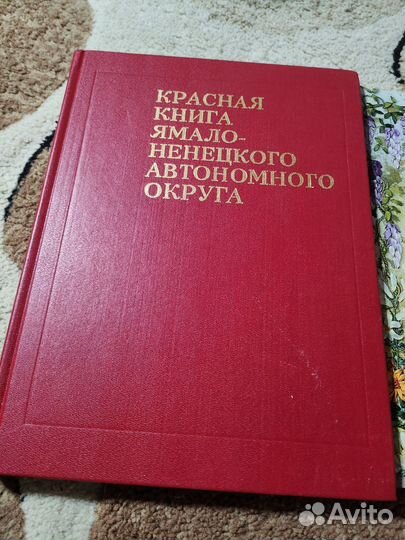 КРАСНАЯ
КНИГА
ЯМАЛО-
НЕНЕЦКОГО
АВТОНОМНОГО
ОКРУГА
Avito